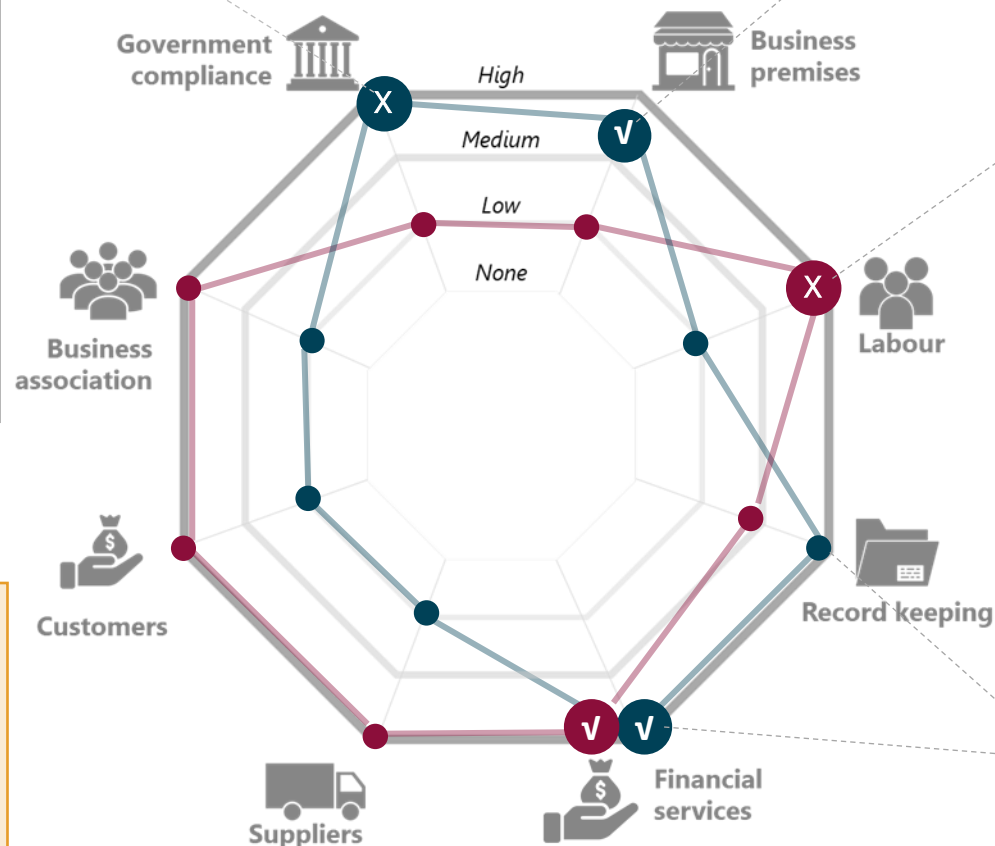 Government
compliance
Business
premises
High
X
√
Medium
Low
None
X
Business
association
Labour
$
Customers
Record keeping
√
√
$
Financial
services
Suppliers